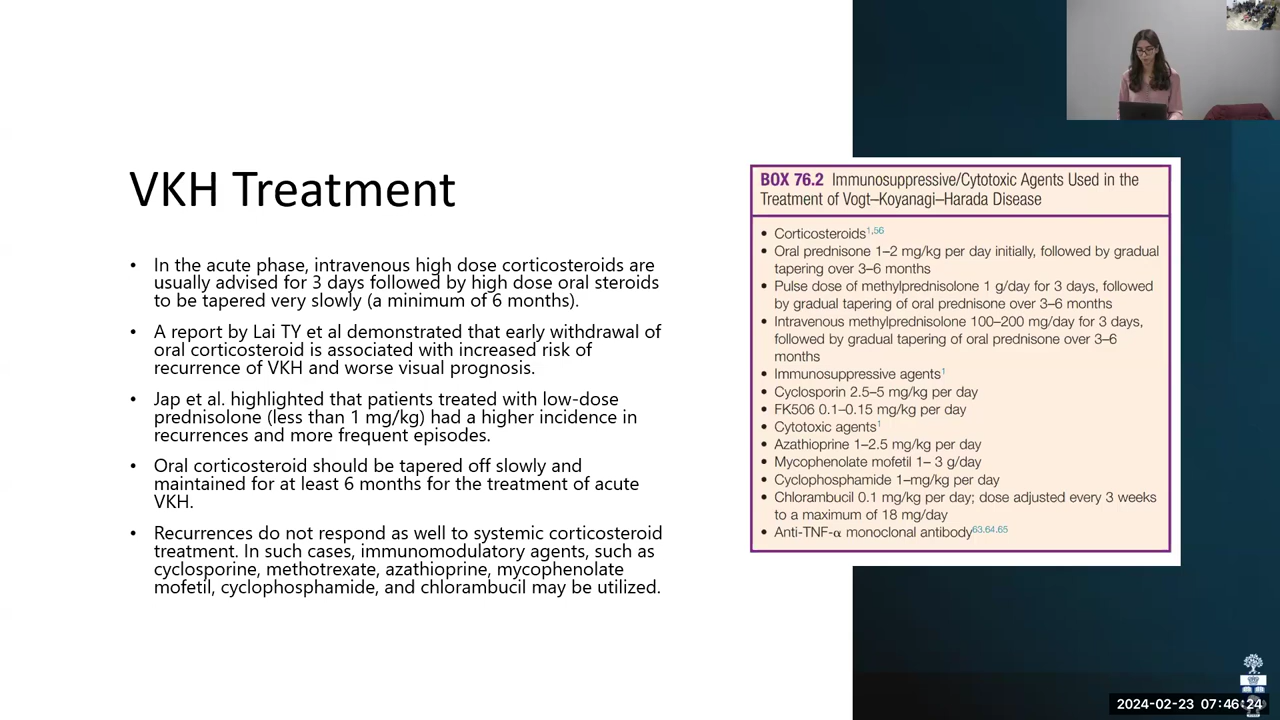 VKH Treatment
• In the acute phase, intravenous high dose corticosteroids are
usually advised for 3 days followed by high dose oral steroids
to be tapered very slowly (a minimum of 6 months).
• A report by Lai TY et al demonstrated that early withdrawal of
oral corticosteroid is associated with increased risk of
recurrence of VKH and worse visual prognosis.
• Jap et al. highlighted that patients treated with low-dose
prednisolone (less than 1 mg/kg) had a higher incidence in
recurrences and more frequent episodes.
• Oral corticosteroid should be tapered off slowly and
maintained for at least 6 months for the treatment of acute
VKH.
• Recurrences do not respond as well to systemic corticosteroid
treatment. In such cases, immunomodulatory agents, such as
cyclosporine, methotrexate, azathioprine, mycophenolate
mofetil, cyclophosphamide, and chlorambucil may be utilized.
BOX 76.2 Immunosuppressive/Cytotoxic Agents Used in the
Treatment of Vogt–Koyanagi–Harada Disease
• Corticosteroids1,56
• Oral prednisone 1–2 mg/kg per day initially, followed by gradual
tapering over 3–6 months
• Pulse dose of methylprednisolone 1 g/day for 3 days, followed
by gradual tapering of oral prednisone over 3–6 months
• Intravenous methylprednisolone 100–200 mg/day for 3 days,
followed by gradual tapering of oral prednisone over 3–6
months
• Immunosuppressive agents1
• Cyclosporin 2.5–5 mg/kg per day
• FK506 0.1–0.15 mg/kg per day
• Cytotoxic agents1
• Azathioprine 1–2.5 mg/kg per day
• Mycophenolate mofetil 1– 3 g/day
• Cyclophosphamide 1–mg/kg per day
• Chlorambucil 0.1 mg/kg per day; dose adjusted every 3 weeks
to a maximum of 18 mg/day
• Anti-TNF-α monoclonal antibody63.64.65
2024-02-23 07:46:24